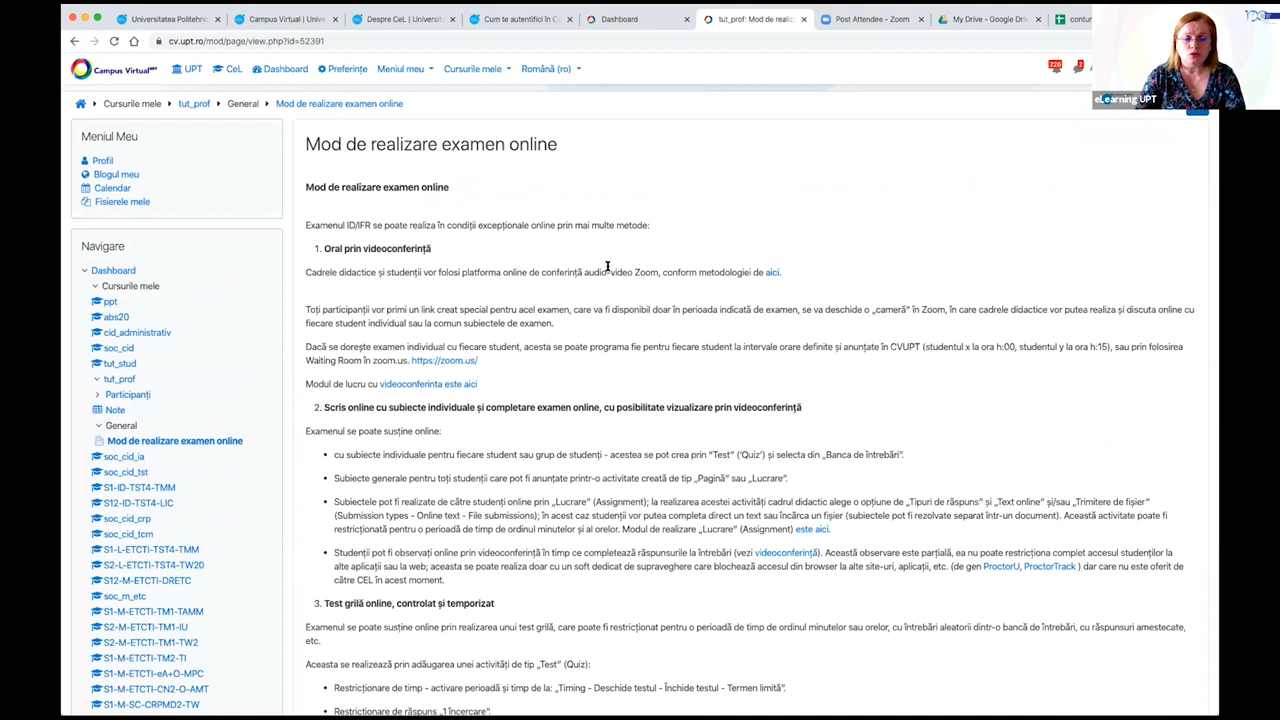 Universitatea Politehnic
Campus Virtual | Unive
Despre CeL | Universita
Cum te autentifici în C
Dashboard
tut_prof: Mod de realiz
Post Attendee - Zoom
My Drive - Google Dri
contur
cv.upt.ro/mod/page/view.php?id=52391
Campus Virtual UPT
UPT
CeL
Dashboard
Preferințe
Meniul meu
Cursurile mele
Română (ro)
226
2
eLearning UPT
Cursurile mele
tut_prof
General
Mod de realizare examen online
Meniul Meu
Profil
Blogul meu
Calendar
Fisierele mele
Navigare
Dashboard
Cursurile mele
ppt
abs20
cid_administrativ
soc_cid
tut_stud
tut_prof
Participanți
Note
General
Mod de realizare examen online
soc_cid_ia
soc_cid_tst
S1-ID-TST4-TMM
S12-ID-TST4-LIC
soc_cid_crp
soc_cid_tcm
S1-L-ETCTI-TST4-TMM
S2-L-ETCTI-TST4-TW20
S12-M-ETCTI-DRETC
soc_m_etc
S1-M-ETCTI-TM1-TAMM
S2-M-ETCTI-TM1-IU
S2-M-ETCTI-TM1-TW2
S1-M-ETCTI-TM2-TI
S1-M-ETCTI-eA+O-MPC
S1-M-ETCTI-CN2-O-AMT
S1-M-SC-CRPMD2-TW
Mod de realizare examen online
Mod de realizare examen online
Examenul ID/IFR se poate realiza în condiții excepționale online prin mai multe metode:
1. Oral prin videoconferință
Cadrele didactice și studenții vor folosi platforma online de conferință audio-video Zoom, conform metodologiei de aici.
Toți participanții vor primi un link creat special pentru acel examen, care va fi disponibil doar în perioada indicată de examen, se va deschide o „cameră” în Zoom, în care cadrele didactice vor putea realiza și discuta online cu
fiecare student individual sau la comun subiectele de examen.
Dacă se dorește examen individual cu fiecare student, acesta se poate programa fie pentru fiecare student la intervale orare definite și anunțate în CVUPT (studentul x la ora h:00, studentul y la ora h:15), sau prin folosirea
Waiting Room în zoom.us. https://zoom.us/
Modul de lucru cu videoconferinta este aici
2. Scris online cu subiecte individuale și completare examen online, cu posibilitate vizualizare prin videoconferință
Examenul se poate susține online:
• cu subiecte individuale pentru fiecare student sau grup de studenți - acestea se pot crea prin “Test” (‘Quiz’) și selecta din „Banca de întrebări”.
• Subiecte generale pentru toți studenții care pot fi anunțate printr-o activitate creată de tip „Pagină” sau „Lucrare”.
• Subiectele pot fi realizate de către studenți online prin „Lucrare” (Assignment); la realizarea acestei activități cadrul didactic alege o opțiune de „Tipuri de răspuns” și „Text online” și/sau „Trimitere de fișier”
(Submission types - Online text - File submissions); în acest caz studenții vor putea completa direct un text sau încărca un fișier (subiectele pot fi rezolvate separat într-un document). Această activitate poate fi
restricționată pentru o perioadă de timp de ordinul minutelor și al orelor. Modul de realizare „Lucrare” (Assignment) este aici.
• Studenții pot fi observați online prin videoconferință în timp ce completează răspunsurile la întrebări (vezi videoconferință). Această observare este parțială, ea nu poate restricționa complet accesul studenților la
alte aplicații sau la web; aceasta se poate realiza doar cu un soft dedicat de supraveghere care blochează accesul din browser la alte site-uri, aplicații, etc. (de gen ProctorU, ProctorTrack ) dar care nu este oferit de
către CEL în acest moment.
3. Test grilă online, controlat și temporizat
Examenul se poate susține online prin realizarea unui test grilă, care poate fi restricționat pentru o perioadă de timp de ordinul minutelor sau orelor, cu întrebări aleatorii dintr-o bancă de întrebări, cu răspunsuri amestecate,
etc.
Aceasta se realizează prin adăugarea unei activități de tip „Test” (Quiz):
• Restricționare de timp - activare perioadă și timp de la: „Timing - Deschide testul - Închide testul - Termen limită”.
• Restricționare de răspuns „1 încercare”.